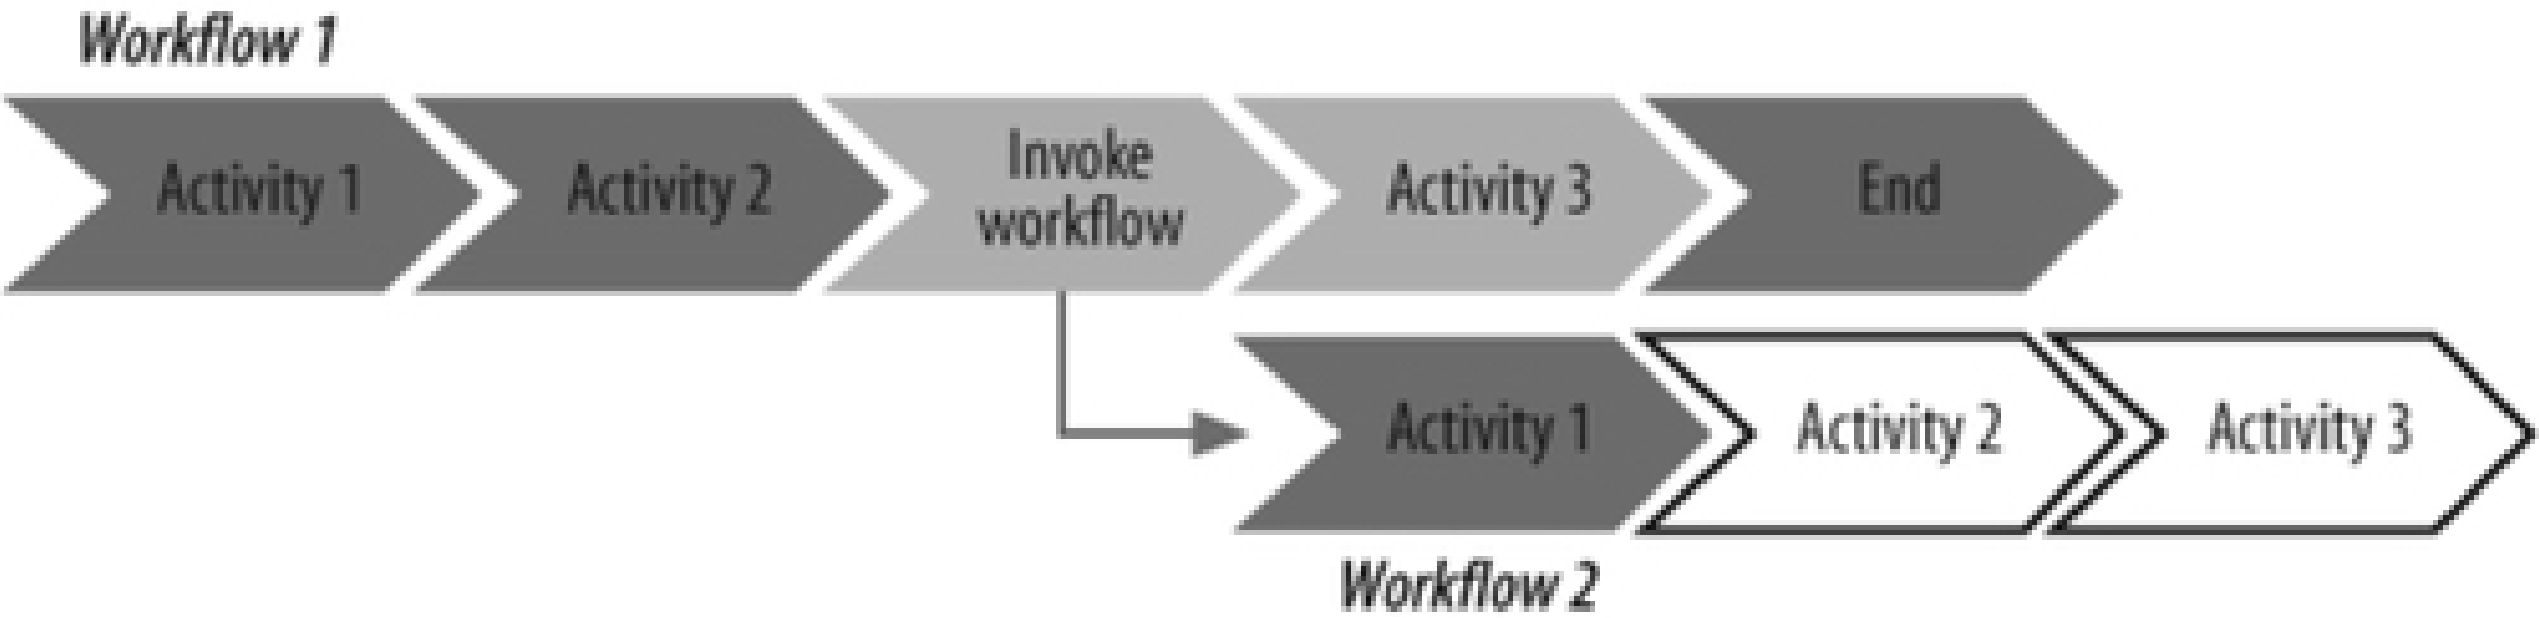 Workflow 1
Activity 1
Activity 2
Invoke
workflow
Activity 3
End
Activity 1
Activity 2
Activity 3
Workflow 2